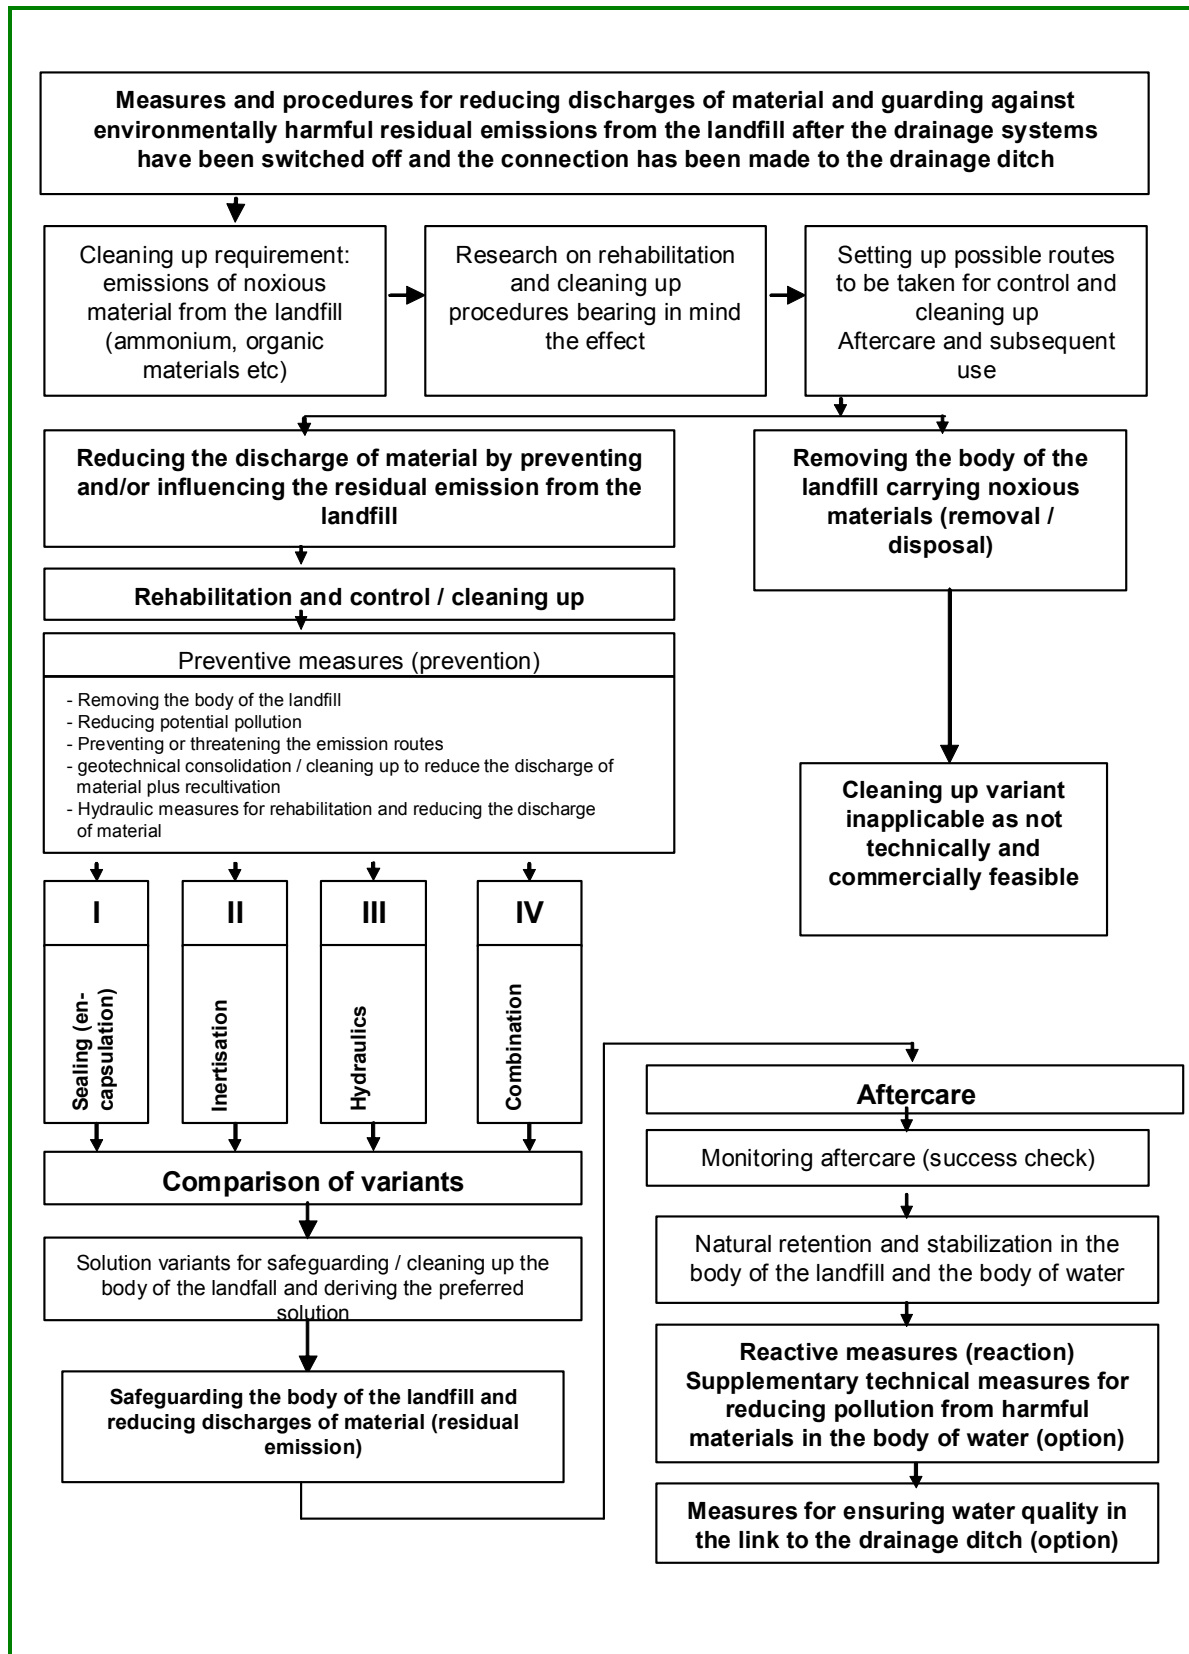 Measures and procedures for reducing discharges of material and guarding against
environmentally harmful residual emissions from the landfill after the drainage systems
have been switched off and the connection has been made to the drainage ditch
Cleaning up requirement:
emissions of noxious
material from the landfill
(ammonium, organic
materials etc)
Research on rehabilitation
and cleaning up
procedures bearing in mind
the effect
Setting up possible routes
to be taken for control and
cleaning up
Aftercare and subsequent
use
Reducing the discharge of material by preventing
and/or influencing the residual emission from the
landfill
Removing the body of the
landfill carrying noxious
materials (removal /
disposal)
Rehabilitation and control / cleaning up
Preventive measures (prevention)
- Removing the body of the landfill
- Reducing potential pollution
- Preventing or threatening the emission routes
- geotechnical consolidation / cleaning up to reduce the discharge of
material plus recultivation
- Hydraulic measures for rehabilitation and reducing the discharge
of material
Cleaning up variant
inapplicable as not
technically and
commercially feasible
I
II
III
IV
Sealing (en-
capsulation)
Inertisation
Hydraulics
Combination
Comparison of variants
Solution variants for safeguarding / cleaning up the
body of the landfall and deriving the preferred
solution
Safeguarding the body of the landfill and
reducing discharges of material (residual
emission)
Aftercare
Monitoring aftercare (success check)
Natural retention and stabilization in the
body of the landfill and the body of water
Reactive measures (reaction)
Supplementary technical measures for
reducing pollution from harmful
materials in the body of water (option)
Measures for ensuring water quality in
the link to the drainage ditch (option)